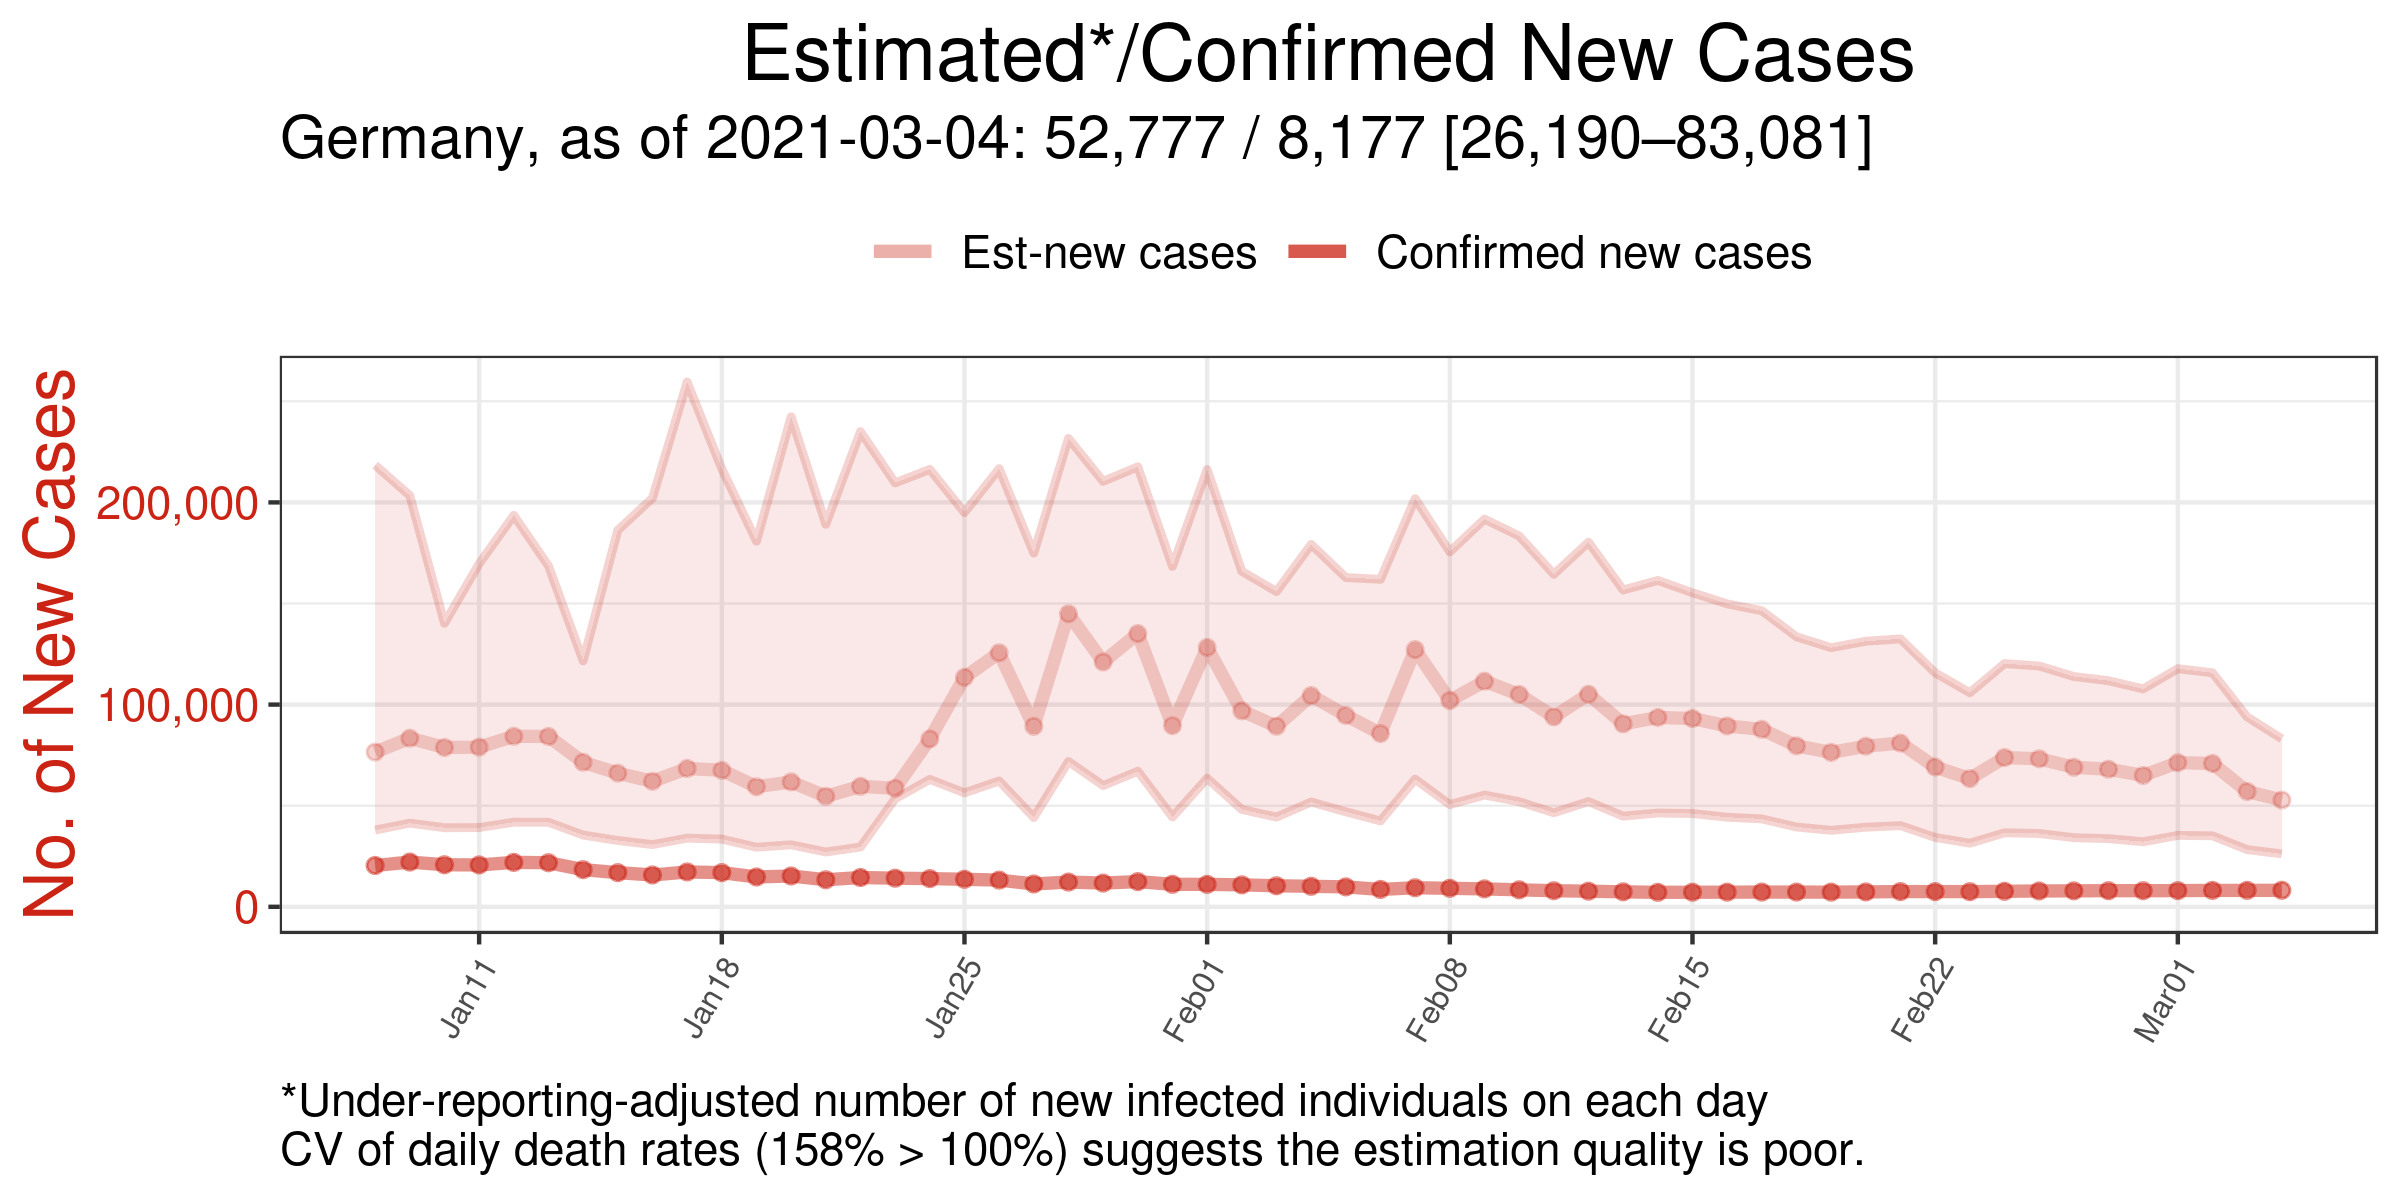 Estimated*/Confirmed New Cases
Germany, as of 2021-03-04: 52,777 / 8,177 [26,190–83,081]
Est-new cases Confirmed new cases
No. of New Cases
200,000
100,000
0
Jan11 Jan18 Jan25 Feb01 Feb08 Feb15 Feb22 Mar01
*Under-reporting-adjusted number of new infected individuals on each day
CV of daily death rates (158% > 100%) suggests the estimation quality is poor.